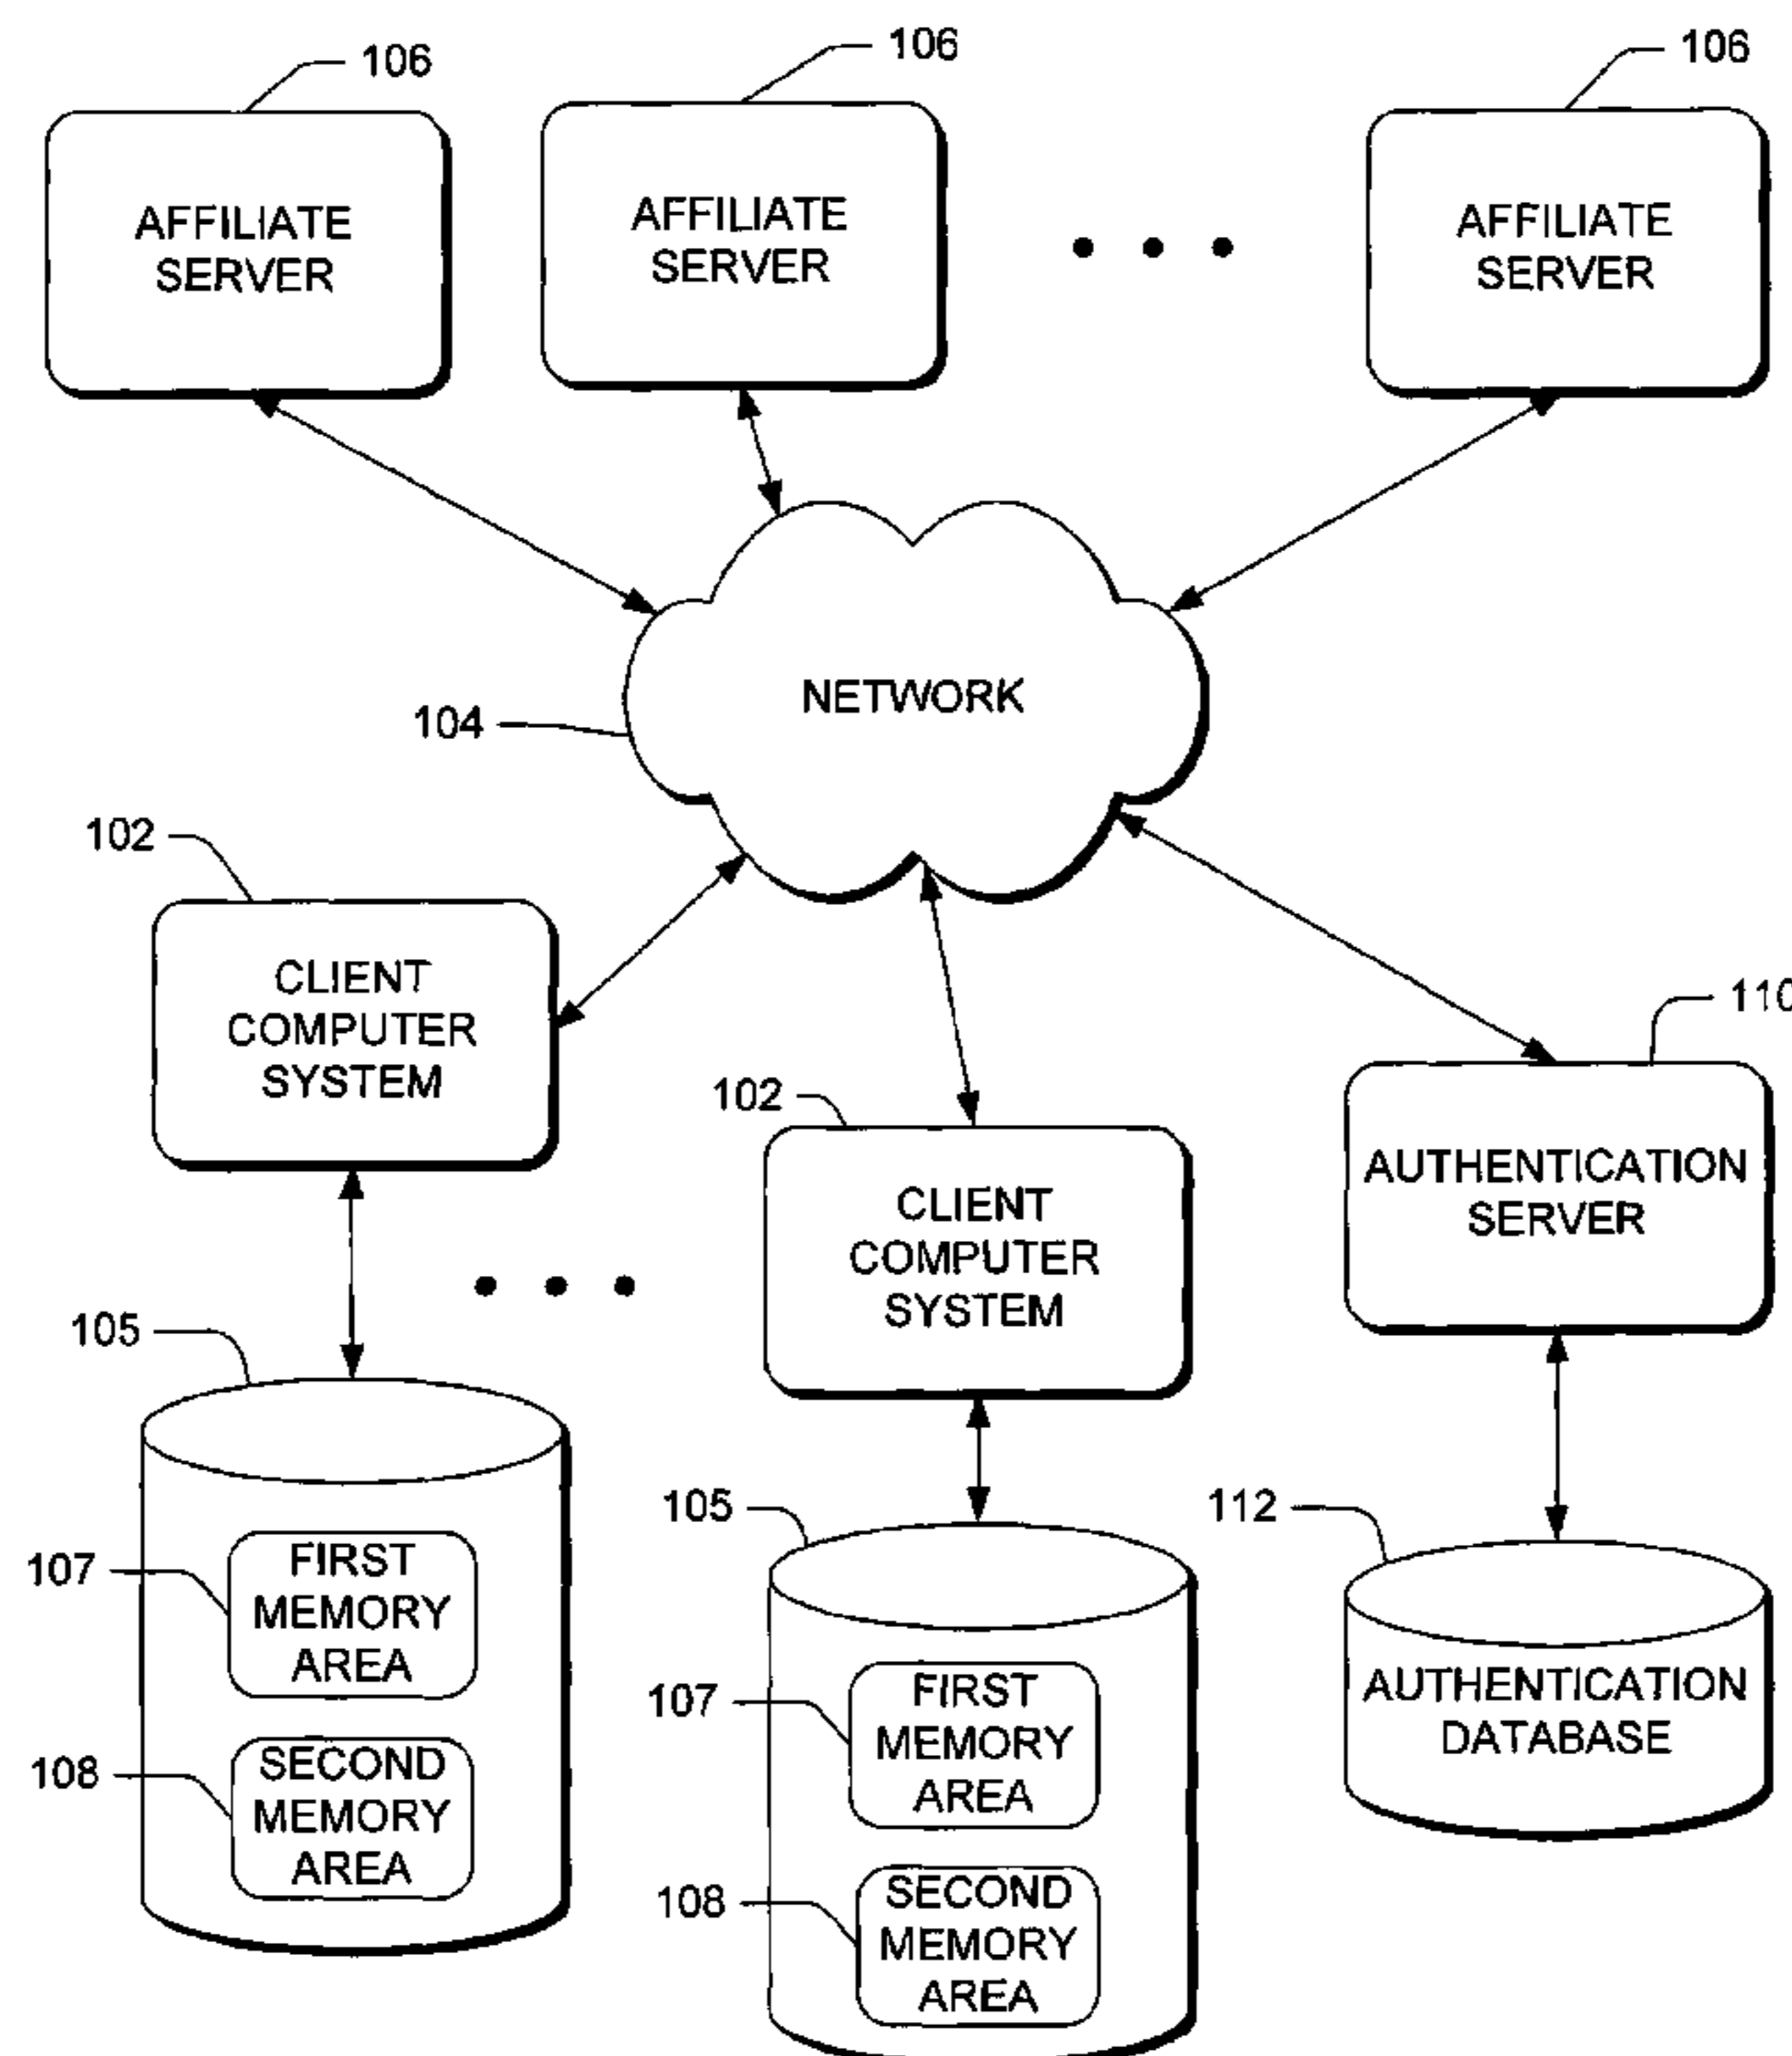 106
106
106
AFFILIATE
SERVER
AFFILIATE
SERVER
AFFILIATE
SERVER
NETWORK
104
102
CLIENT
COMPUTER
SYSTEM
110
102
CLIENT
COMPUTER
SYSTEM
AUTHENTICATION
SERVER
105
105
112
FIRST
MEMORY
AREA
107
SECOND
MEMORY
AREA
108
FIRST
MEMORY
AREA
107
SECOND
MEMORY
AREA
108
AUTHENTICATION
DATABASE